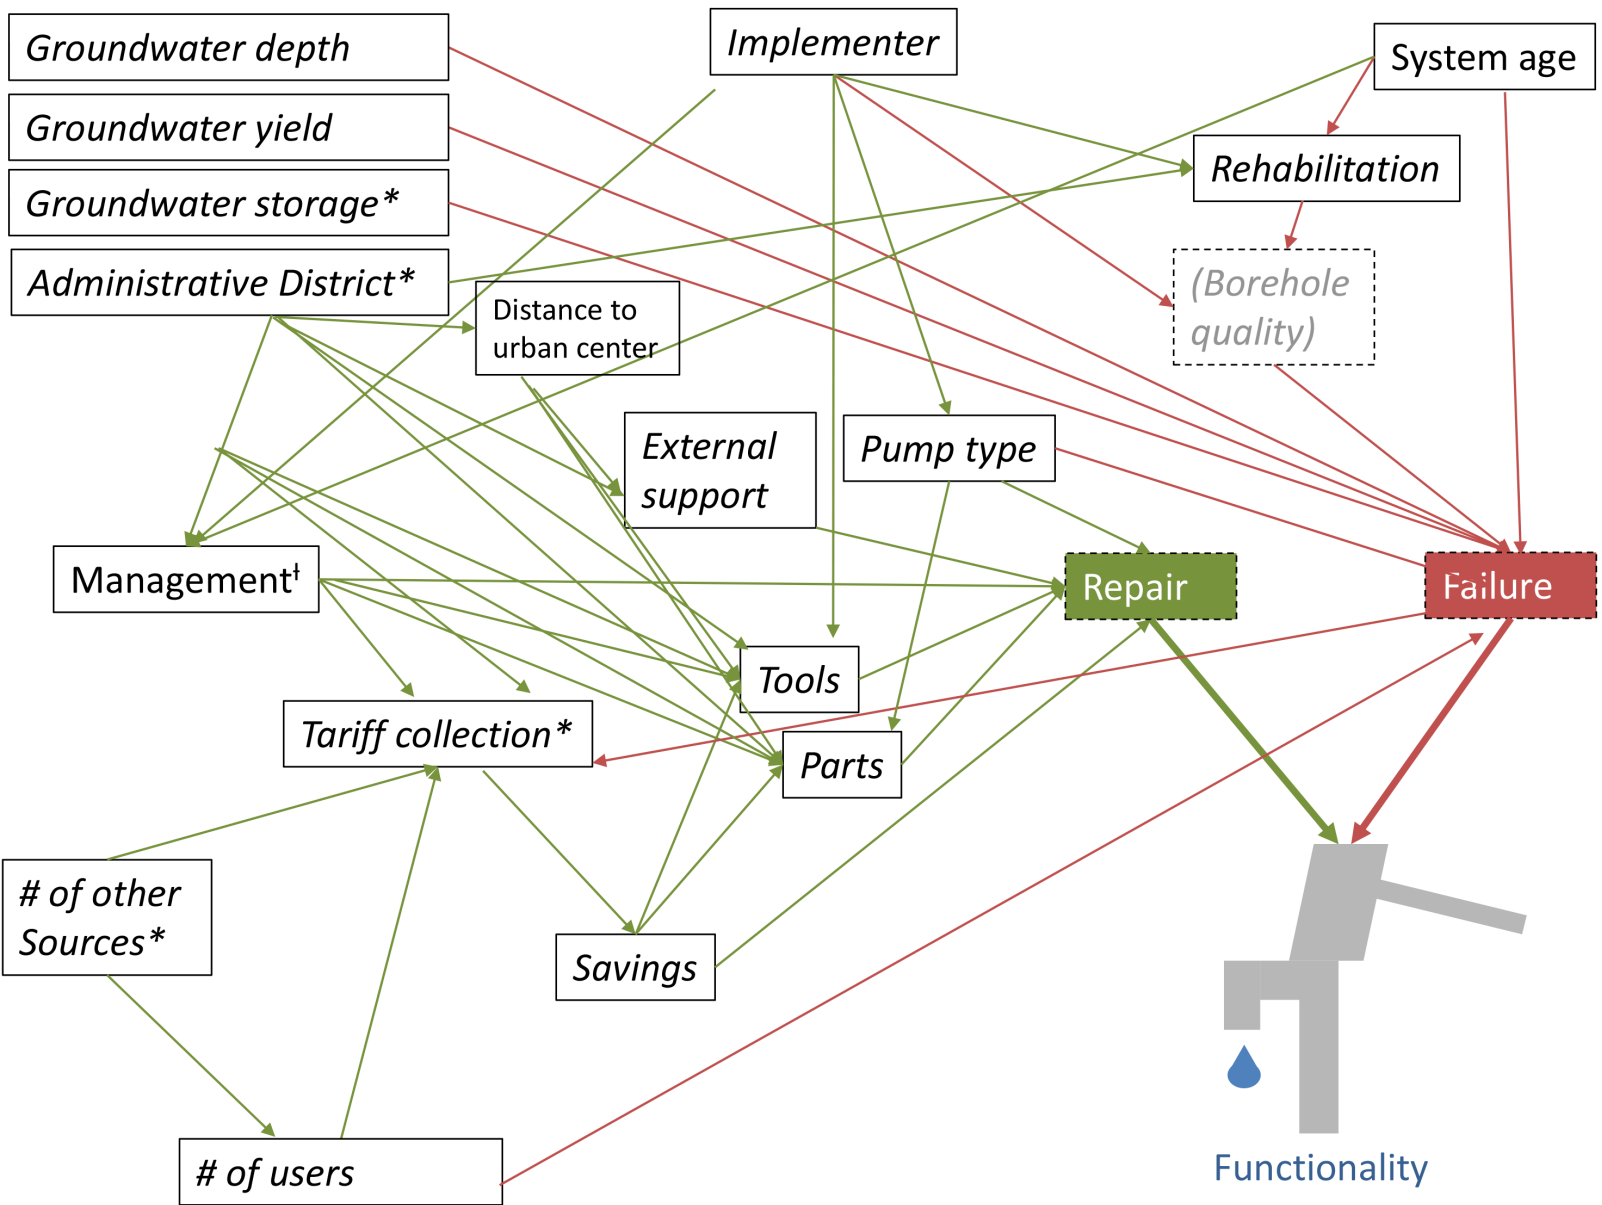 Groundwater depth
Implementer
System age
Groundwater yield
Rehabilitation
Groundwater storage*
Administrative District*
(Borehole
quality)
Distance to
urban center
External
support
Pump type
Management‡
Repair
Failure
Tools
Tariff collection*
Parts
# of other
Sources*
Savings
# of users
Functionality